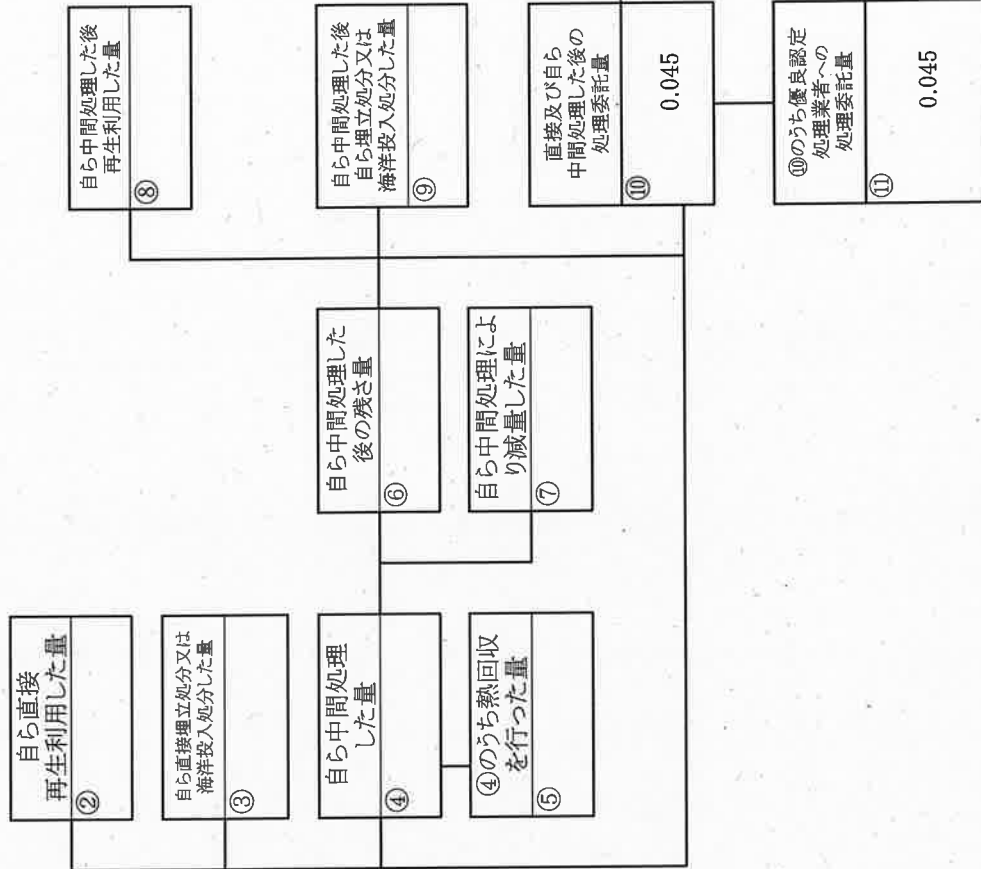 自ら直接
再生利用した量
②
自ら直接埋立処分又は
海洋投入処分した量
③
自ら中間処理
した量
④
④のうち熱回収
を行った量
⑤
自ら中間処理した
後の残さ量
⑥
自ら中間処理によ
り減量した量
⑦
自ら中間処理した後
再生利用した量
⑧
自ら中間処理した後
自ら埋立処分又は
海洋投入処分した量
⑨
直接及び自ら
中間処理した後の
処理委託量
⑩
0.045
⑩のうち優良認定
処理業者への
処理委託量
⑪
0.045